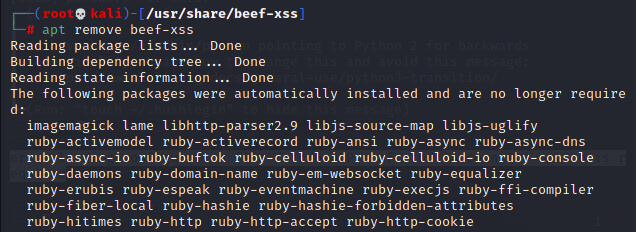 ┌──(root💀kali)-[/usr/share/beef-xss]
└─# apt remove beef-xss
Reading package lists... Done
Building dependency tree... Done
Reading state information... Done
The following packages were automatically installed and are no longer require
d:
imagemagick lame libhttp-parser2.9 libjs-source-map libjs-uglify
ruby-activemodel ruby-activerecord ruby-ansi ruby-async ruby-async-dns
ruby-async-io ruby-buftok ruby-celluloid ruby-celluloid-io ruby-console
ruby-daemons ruby-domain-name ruby-em-websocket ruby-equalizer
ruby-erubis ruby-espeak ruby-eventmachine ruby-execjs ruby-ffi-compiler
ruby-fiber-local ruby-hashie ruby-hashie-forbidden-attributes
ruby-hitimes ruby-http ruby-http-accept ruby-http-cookie